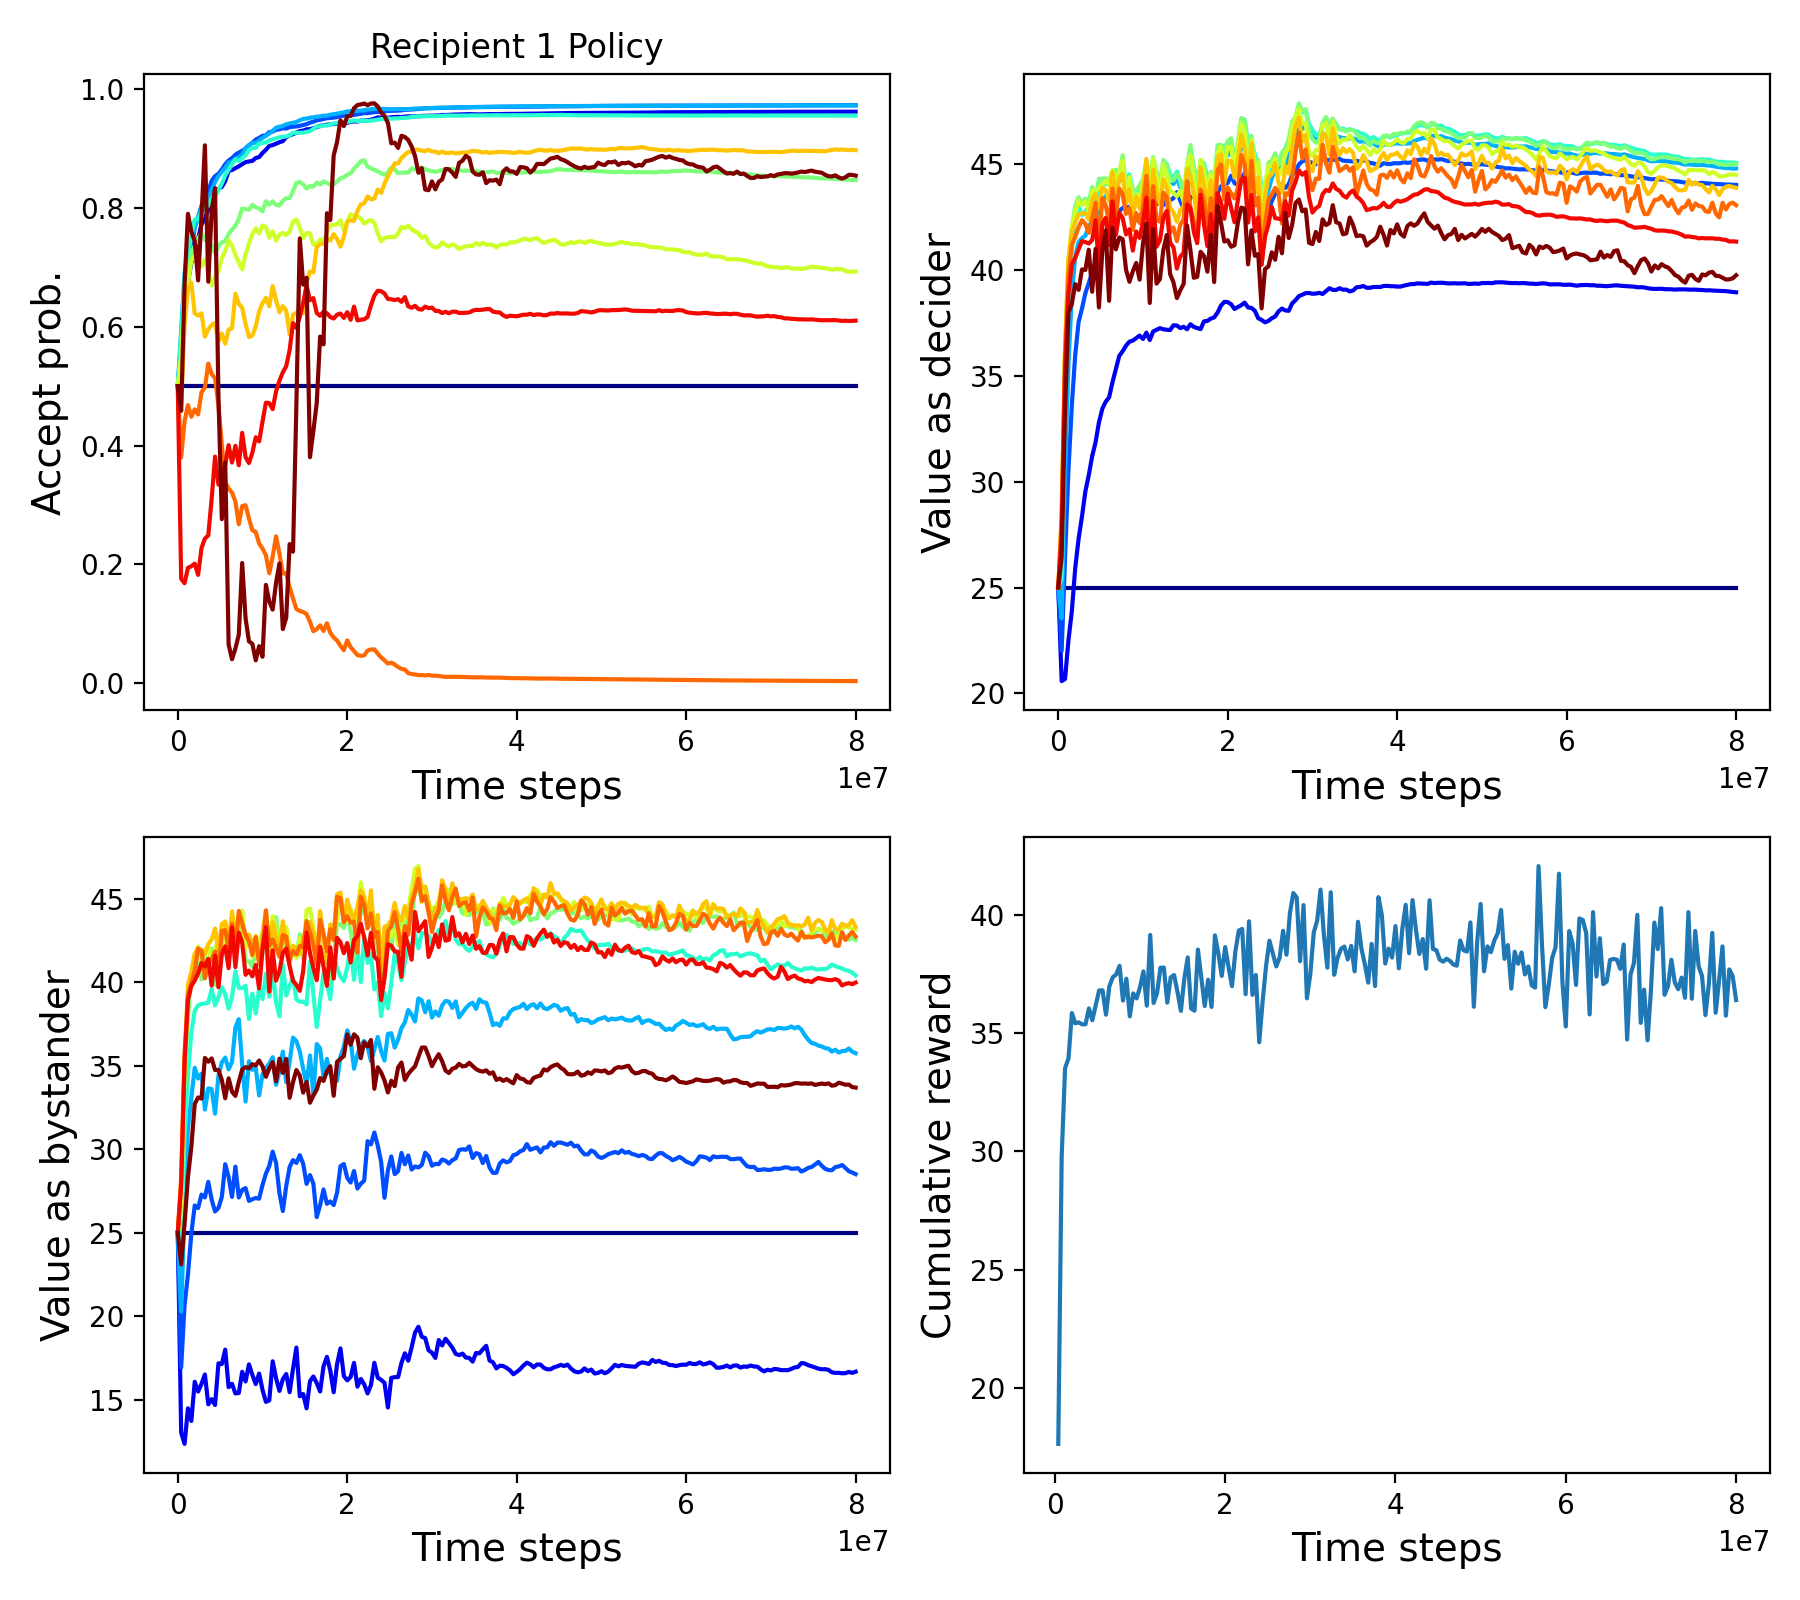 Recipient 1 Policy
Accept prob.
1.0
0.8
0.6
0.4
0.2
0.0
0 2 4 6 8
1e7
Time steps
Value as decider
45
40
35
30
25
20
0 2 4 6 8
1e7
Time steps
Value as bystander
45
40
35
30
25
20
15
0 2 4 6 8
1e7
Time steps
Cumulative reward
40
35
30
25
20
0 2 4 6 8
1e7
Time steps